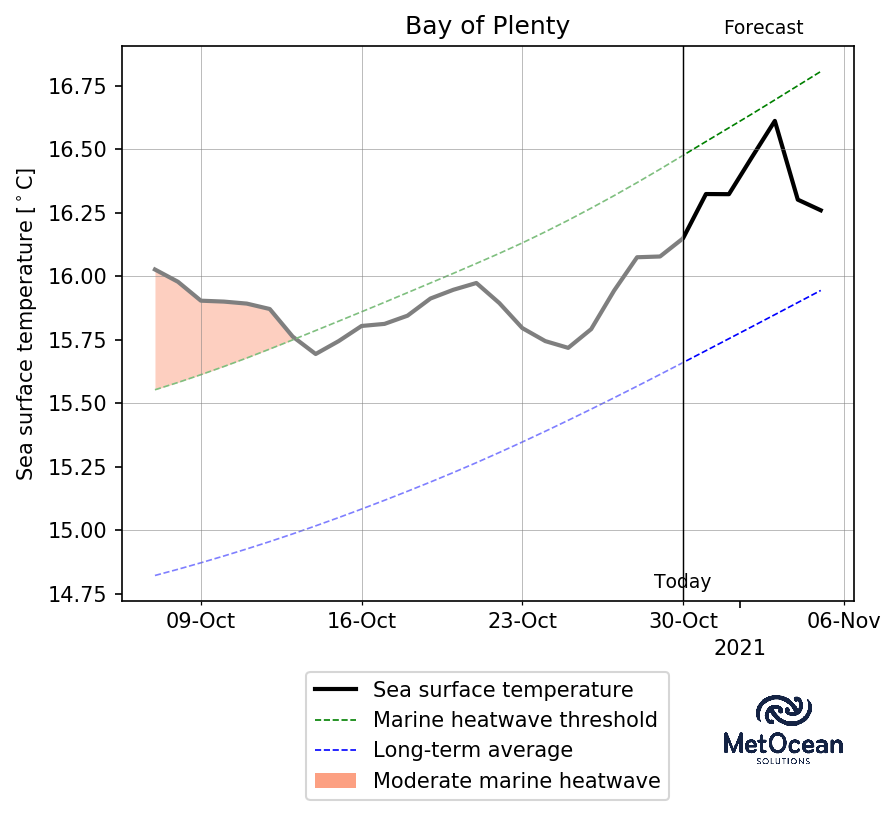 Bay of Plenty
Forecast
Sea surface temperature [°C]
16.75
16.50
16.25
16.00
15.75
15.50
15.25
15.00
14.75
Today
09-Oct 16-Oct 23-Oct 30-Oct 06-Nov
2021
Sea surface temperature
Marine heatwave threshold
Long-term average
Moderate marine heatwave
MetOcean
SOLUTIONS